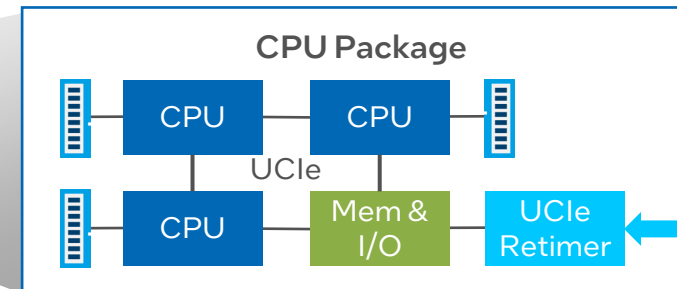 CPU Package
CPU
CPU
UCIe
CPU
Mem &
I/O
UCIe
Retimer